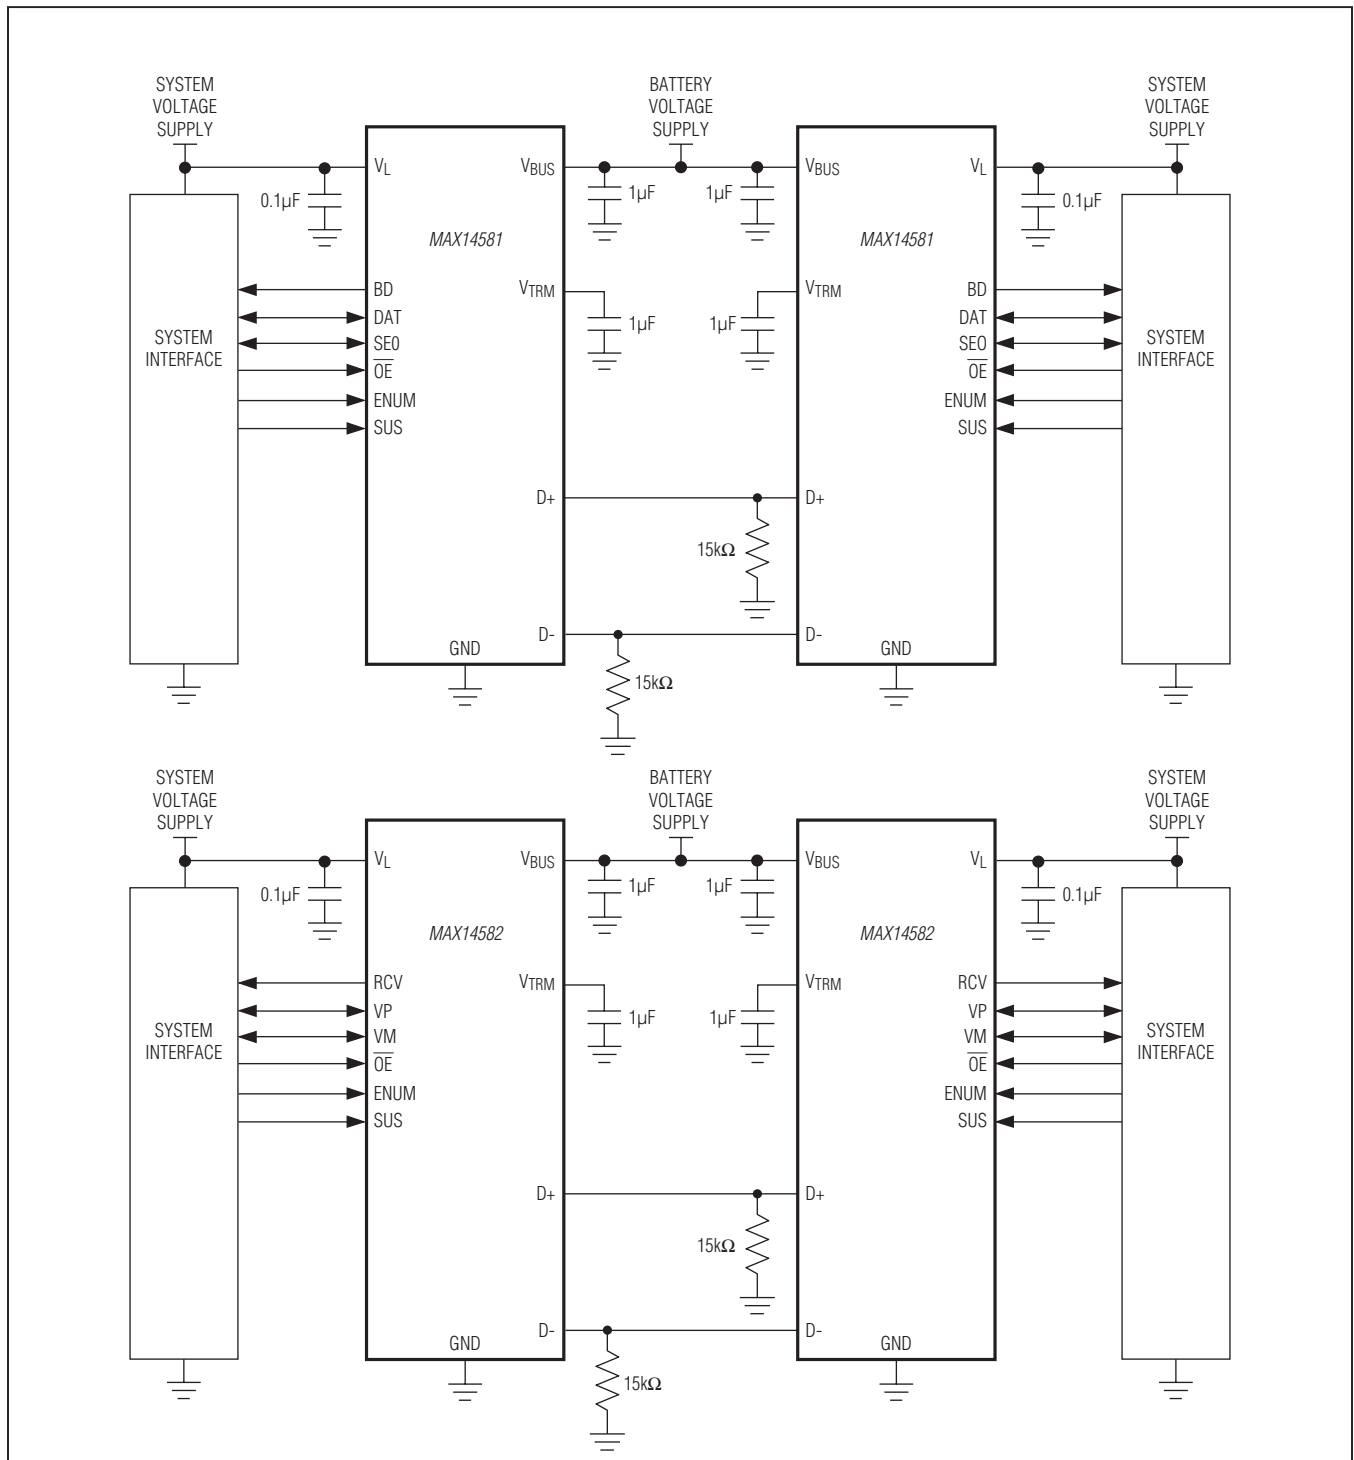 SYSTEM
VOLTAGE
SUPPLY
BATTERY
VOLTAGE
SUPPLY
SYSTEM
VOLTAGE
SUPPLY
VL
VBUS
VBUS
VL
0.1µF
1µF
1µF
0.1µF
MAX14581
MAX14581
BD
VTRM
VTRM
BD
DAT
1µF
1µF
DAT
SYSTEM
INTERFACE
SE0
SE0
SYSTEM
INTERFACE
OE
OE
ENUM
ENUM
SUS
SUS
D+
D+
15kΩ
D-
D-
GND
GND
15kΩ
SYSTEM
VOLTAGE
SUPPLY
BATTERY
VOLTAGE
SUPPLY
SYSTEM
VOLTAGE
SUPPLY
VL
VBUS
VBUS
VL
0.1µF
1µF
1µF
0.1µF
MAX14582
MAX14582
RCV
VTRM
VTRM
RCV
VP
1µF
1µF
VP
SYSTEM
INTERFACE
VM
VM
SYSTEM
INTERFACE
OE
OE
ENUM
ENUM
SUS
SUS
D+
D+
15kΩ
D-
D-
GND
GND
15kΩ